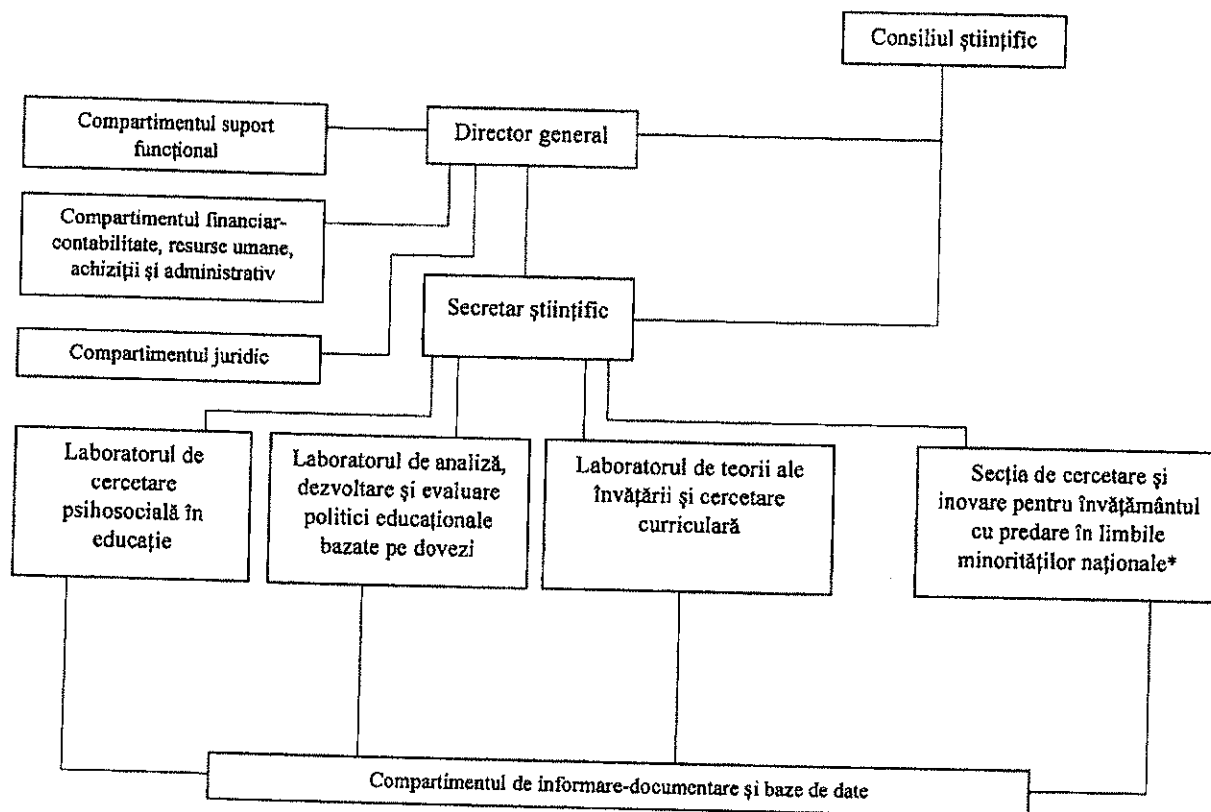 Consiliul științific
Compartimentul suport
funcțional
Director general
Compartimentul financiar-
contabilitate, resurse umane,
achiziții și administrativ
Secretar științific
Compartimentul juridic
Laboratorul de
cercetare
psihosocială în
educație
Laboratorul de analiză,
dezvoltare și evaluare
politici educaționale
bazate pe dovezi
Laboratorul de teorii ale
învățării și cercetare
curriculară
Secția de cercetare și
inovare pentru învățământul
cu predare în limbile
minorităților naționale*
Compartimentul de informare-documentare și baze de date